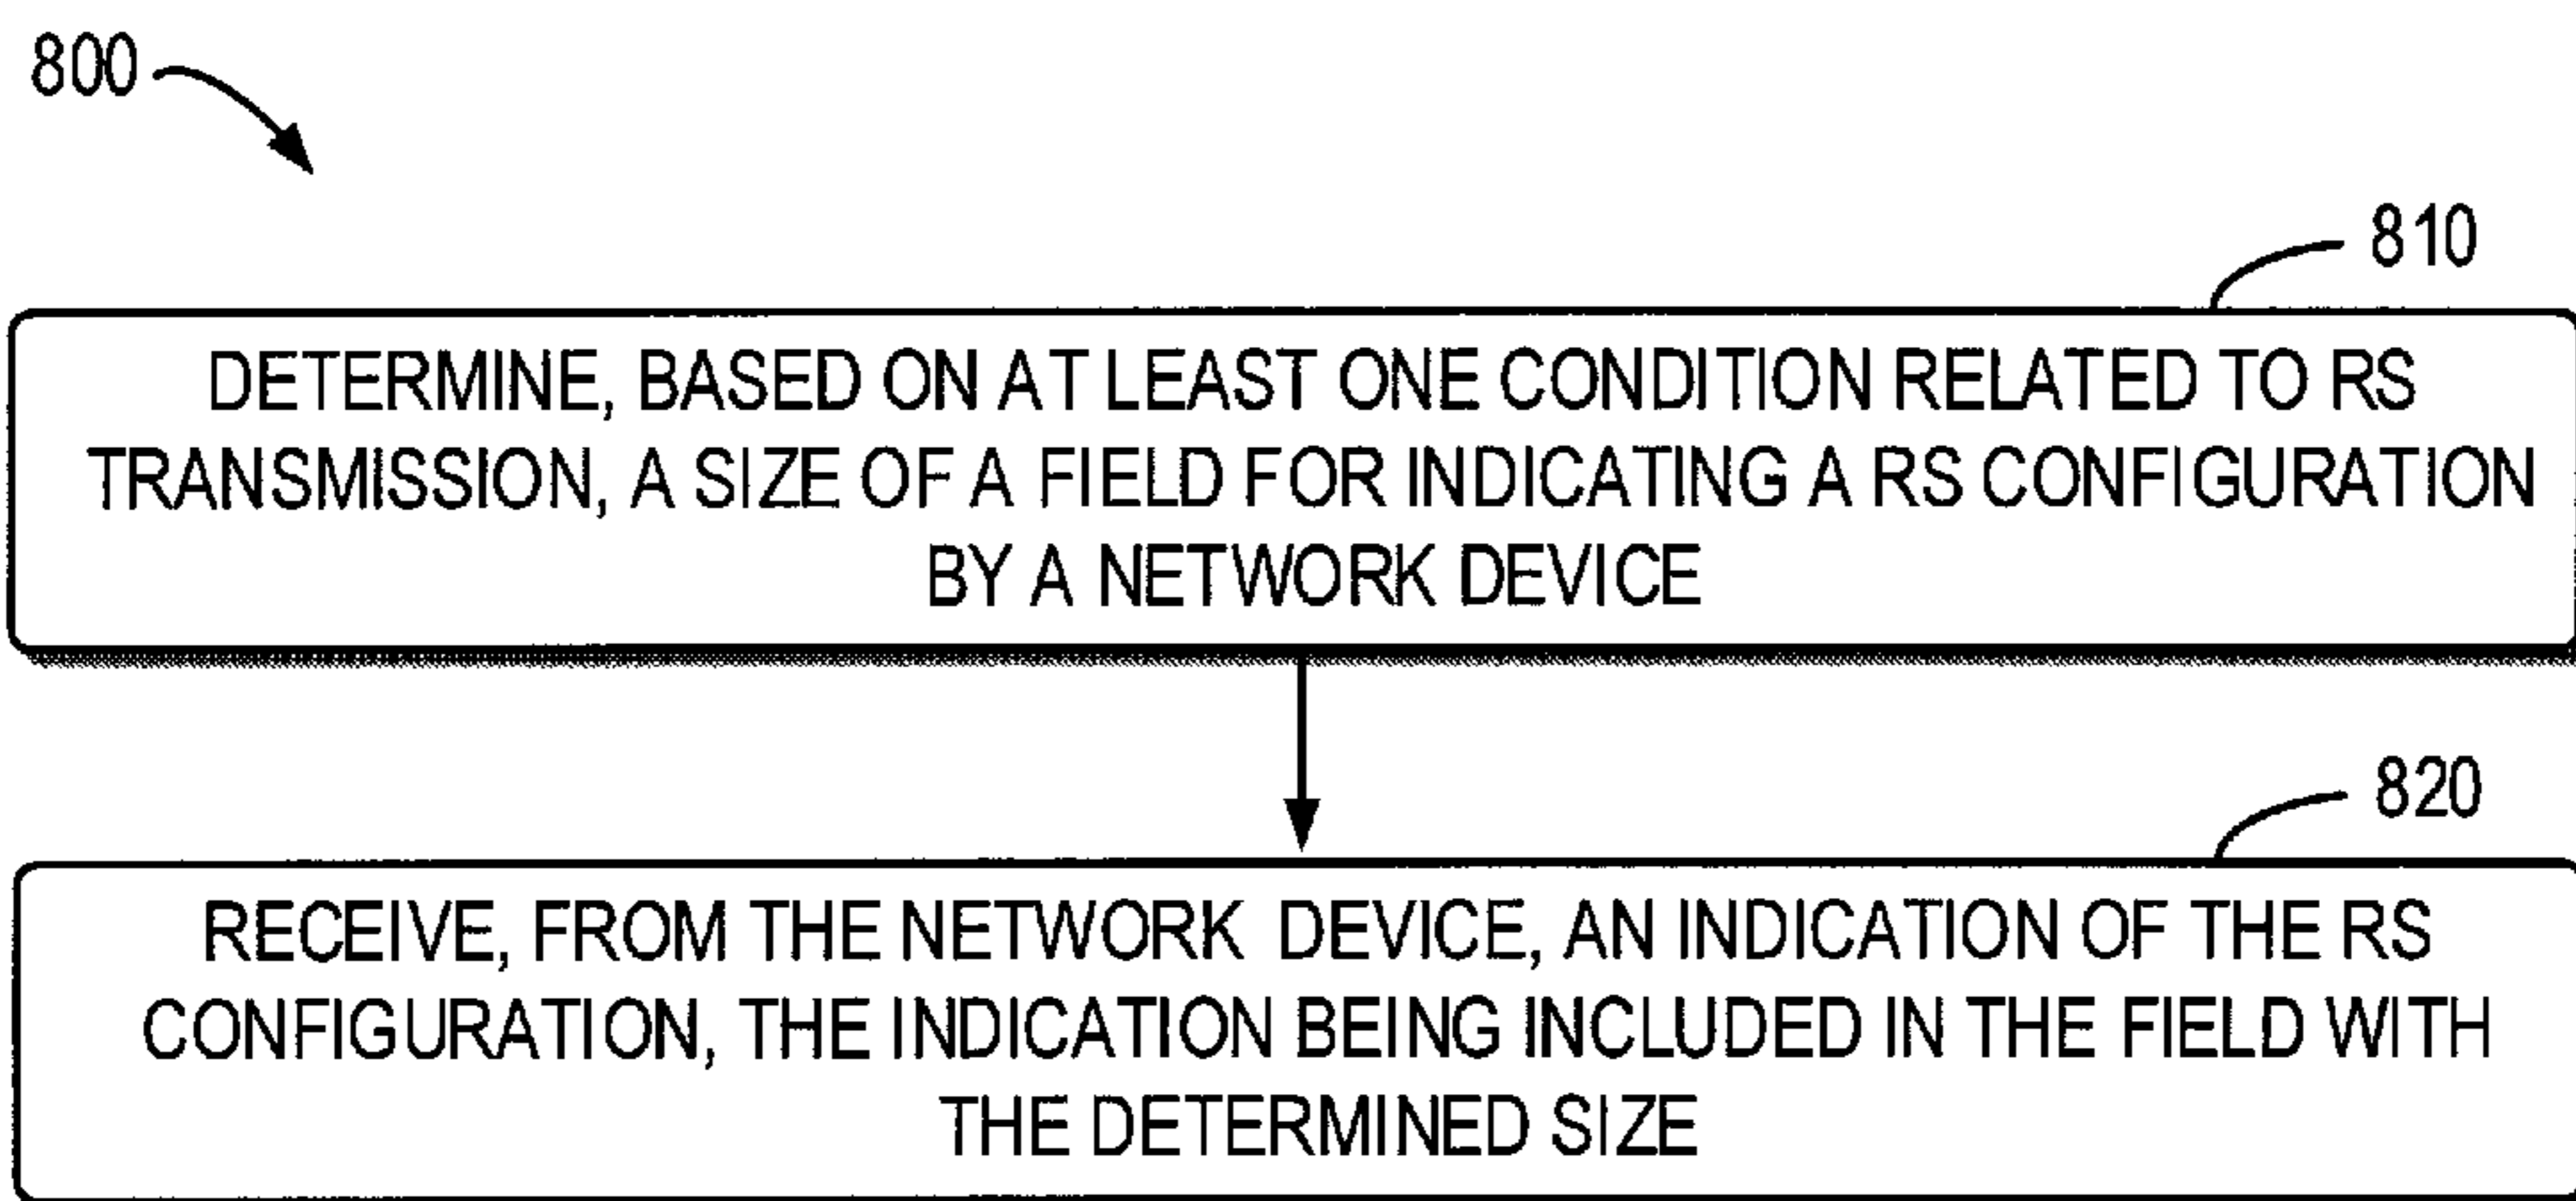 800
810
DETERMINE, BASED ON AT LEAST ONE CONDITION RELATED TO RS
TRANSMISSION, A SIZE OF A FIELD FOR INDICATING A RS CONFIGURATION
BY A NETWORK DEVICE
820
RECEIVE, FROM THE NETWORK DEVICE, AN INDICATION OF THE RS
CONFIGURATION, THE INDICATION BEING INCLUDED IN THE FIELD WITH
THE DETERMINED SIZE